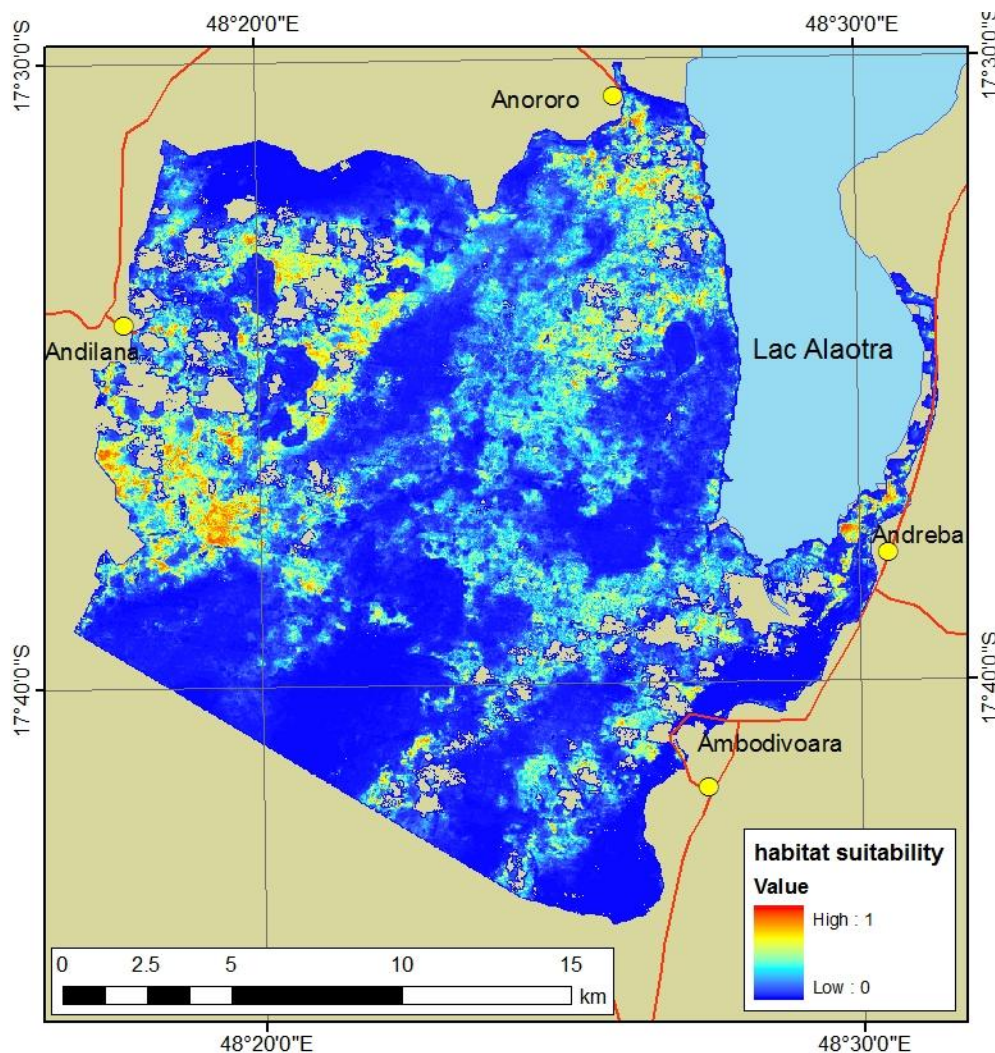 48°20'0"E 48°30'0"E
17°30'0"S 17°30'0"S
Anororo
Andilana
Lac Alaotra
Andreba
17°40'0"S 17°40'0"S
Ambodivoara
habitat suitability
Value
High : 1
Low : 0
0 2.5 5 10 15
km
48°20'0"E 48°30'0"E